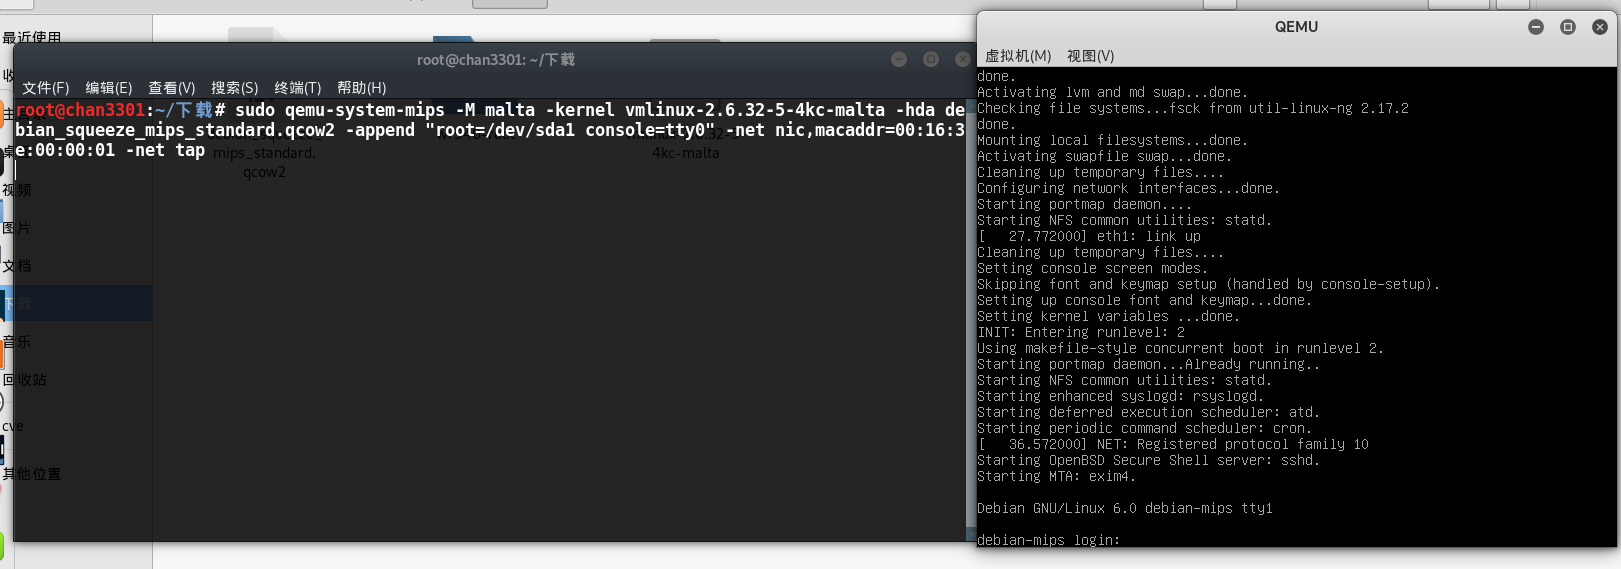 最近使用
收
主
桌
视频
图片
文档
下载
音乐
回收站
cve
其他位置
root@chan3301: ~/下载
文件(F) 编辑(E) 查看(V) 搜索(S) 终端(T) 帮助(H)
root@chan3301:~/下载# sudo qemu-system-mips -M malta -kernel vmlinux-2.6.32-5-4kc-malta -hda de
bian_squeeze_mips_standard.qcow2 -append "root=/dev/sda1 console=tty0" -net nic,macaddr=00:16:3
e:00:00:01 -net tap
mips_standard.
qcow2
4kc-malta
QEMU
虚拟机(M) 视图(V)
done.
Activating lvm and md swap...done.
Checking file systems...fsck from util-linux-ng 2.17.2
done.
Mounting local filesystems...done.
Activating swapfile swap...done.
Cleaning up temporary files....
Configuring network interfaces...done.
Starting portmap daemon....
Starting NFS common utilities: statd.
[   27.772000] eth1: link up
Cleaning up temporary files....
Setting console screen modes.
Skipping font and keymap setup (handled by console-setup).
Setting up console font and keymap...done.
Setting kernel variables ...done.
INIT: Entering runlevel: 2
Using makefile-style concurrent boot in runlevel 2.
Starting portmap daemon...Already running..
Starting NFS common utilities: statd.
Starting enhanced syslogd: rsyslogd.
Starting deferred execution scheduler: atd.
Starting periodic command scheduler: cron.
[   36.572000] NET: Registered protocol family 10
Starting OpenBSD Secure Shell server: sshd.
Starting MTA: exim4.
Debian GNU/Linux 6.0 debian-mips tty1
debian-mips login: